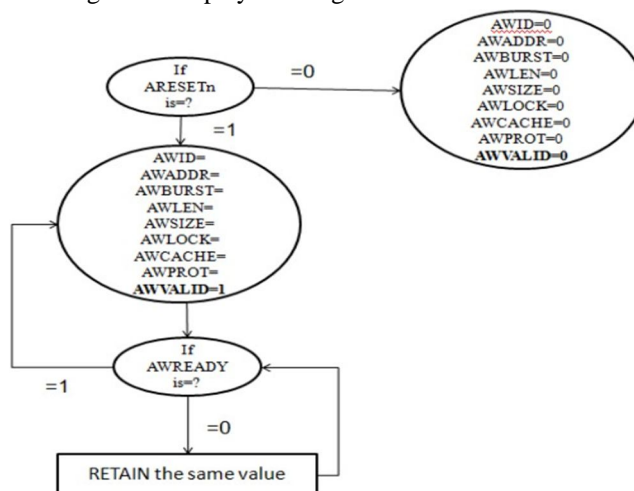 If
ARESETn
is=?
=0
AWID=0
AWADDR=0
AWBURST=0
AWLEN=0
AWSIZE=0
AWLOCK=0
AWCACHE=0
AWPROT=0
AWVALID=0
=1
AWID=
AWADDR=
AWBURST=
AWLEN=
AWSIZE=
AWLOCK=
AWCACHE=
AWPROT=
AWVALID=1
If
AWREADY
is=?
=1
=0
RETAIN the same value